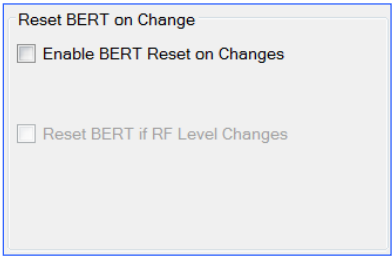 Reset BERT on Change
Enable BERT Reset on Changes
Reset BERT if RF Level Changes